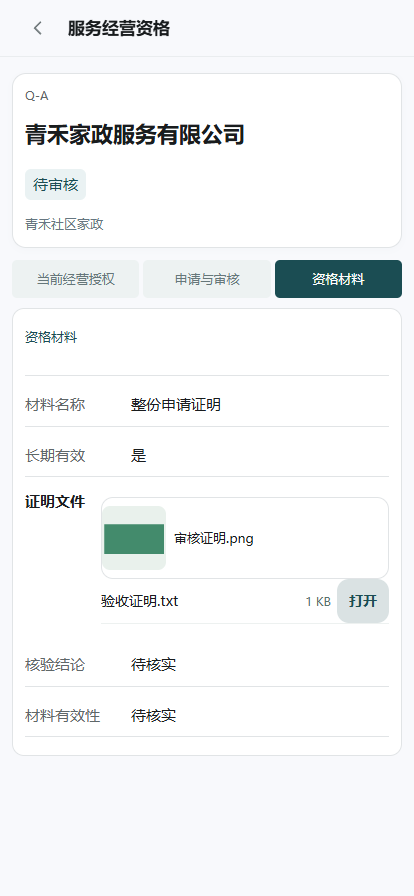 服务经营资格
Q-A
青禾家政服务有限公司
待审核
青禾社区家政
当前经营授权 申请与审核 资格材料
资格材料
材料名称 整份申请证明
长期有效 是
证明文件
审核证明.png
验收证明.txt 1 KB 打开
核验结论 待核实
材料有效性 待核实